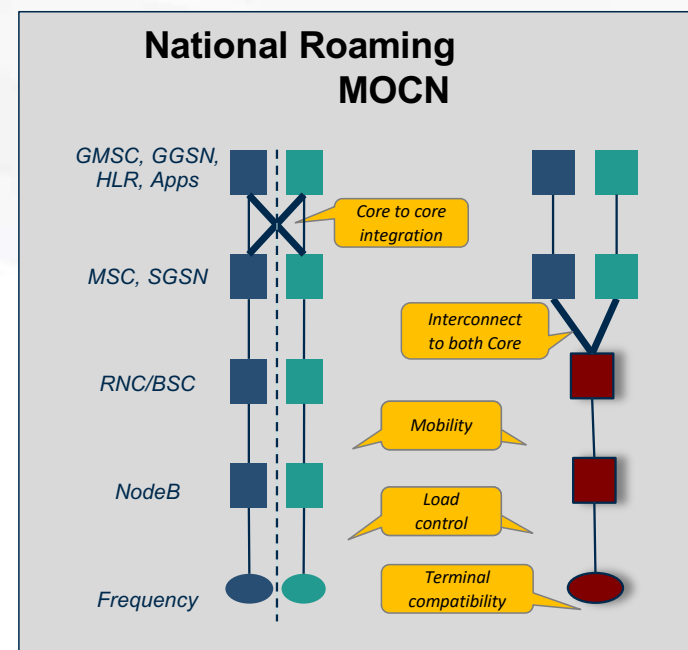 National Roaming
MOCN
GMSC, GGSN,
HLR, Apps
Core to core
integration
MSC, SGSN
Interconnect
to both Core
RNC/BSC
Mobility
NodeB
Load
control
Terminal
compatibility
Frequency